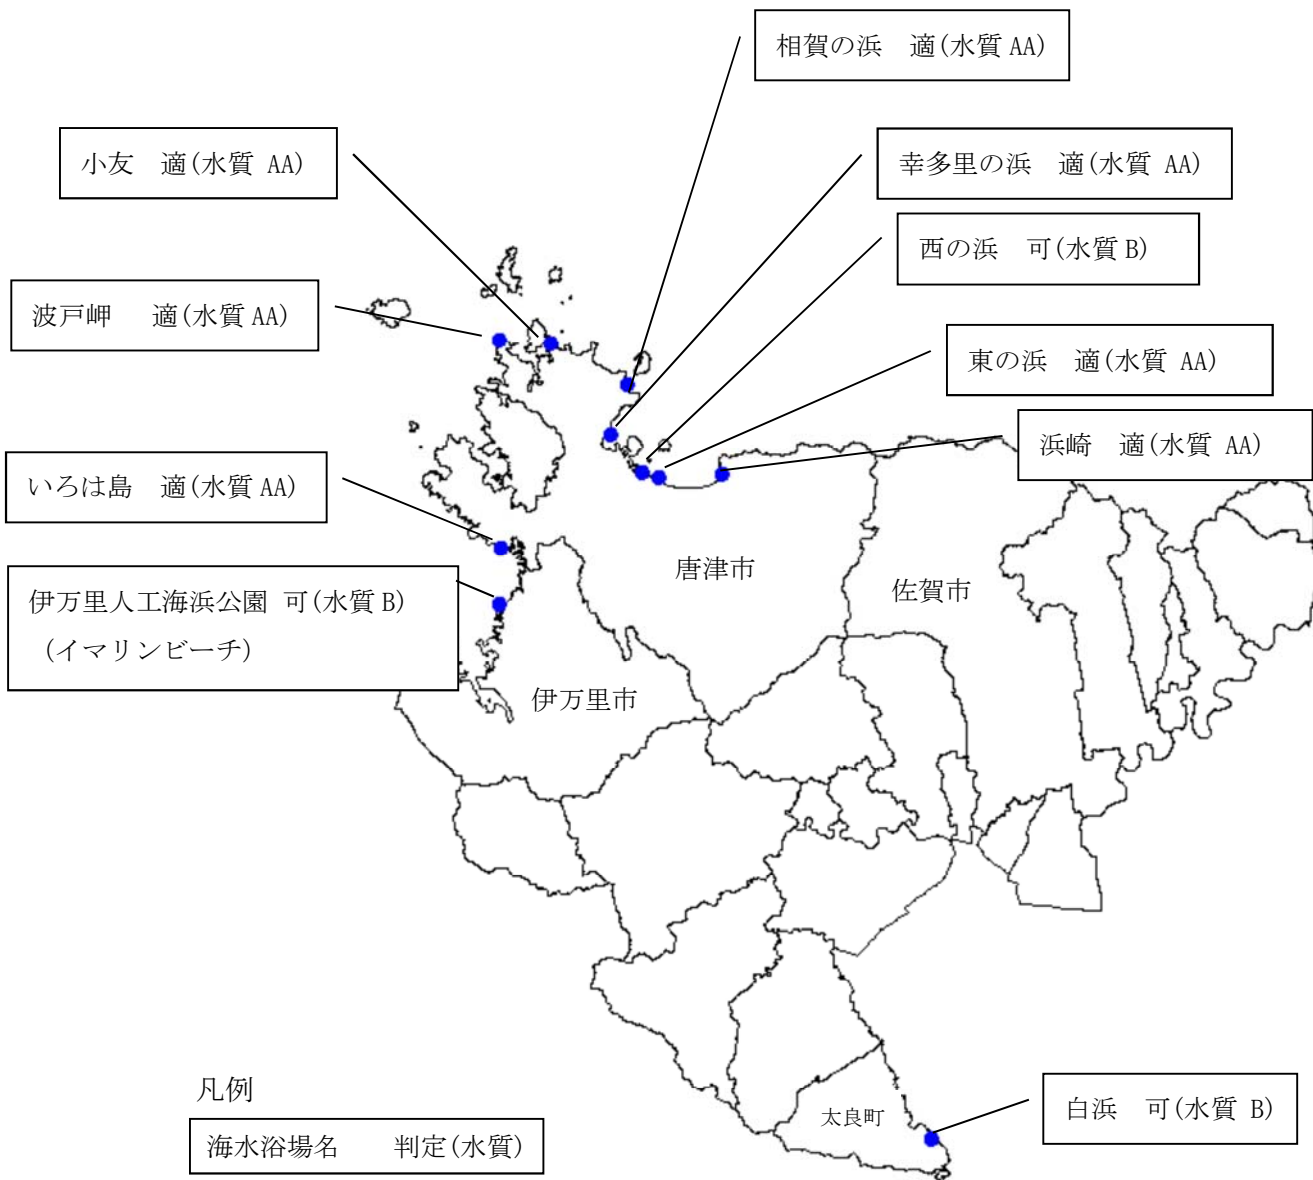 相賀の浜　適(水質 AA)
小友　適(水質 AA)
幸多里の浜　適(水質 AA)
西の浜　可(水質 B)
波戸岬　適(水質 AA)
東の浜　適(水質 AA)
浜崎　適(水質 AA)
いろは島　適(水質 AA)
唐津市
佐賀市
伊万里人工海浜公園 可(水質 B)
(イマリンビーチ)
伊万里市
凡例
海水浴場名　　判定(水質)
太良町
白浜　可(水質 B)